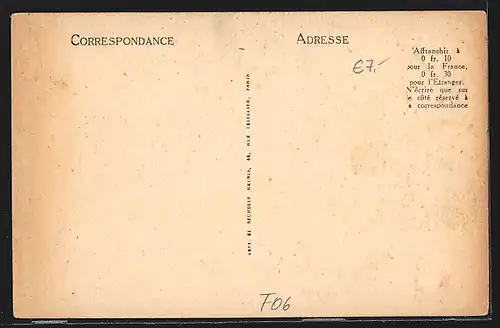 CORRESPONDANCE
ADRESSE
Affranchir à
0 fr. 10
pour la France,
0 fr. 30
pour l'Étranger.
N'écrire que sur
le côté réservé à
la correspondance
€7.-
PARIS
F06